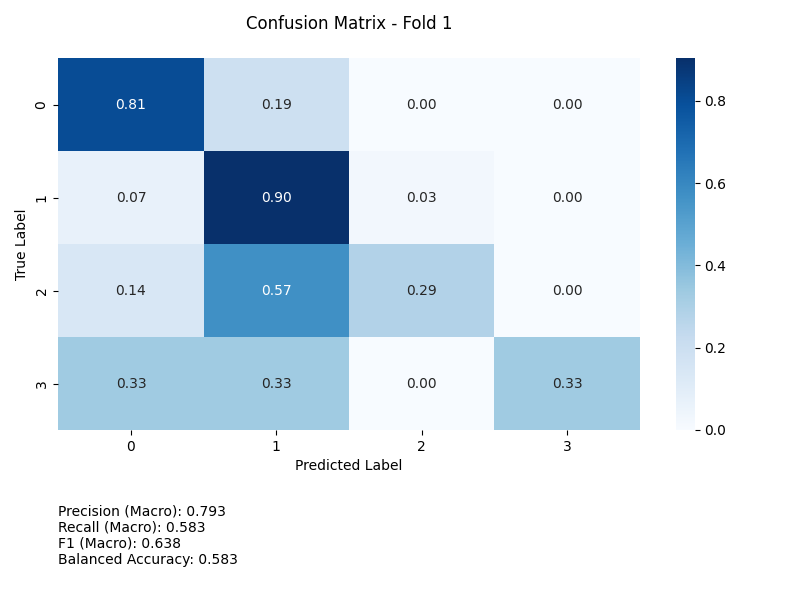 Confusion Matrix - Fold 1
0 0.81 0.19 0.00 0.00
1 0.07 0.90 0.03 0.00
2 0.14 0.57 0.29 0.00
3 0.33 0.33 0.00 0.33
0 1 2 3
Predicted Label
True Label
0.8
0.6
0.4
0.2
0.0
Precision (Macro): 0.793
Recall (Macro): 0.583
F1 (Macro): 0.638
Balanced Accuracy: 0.583